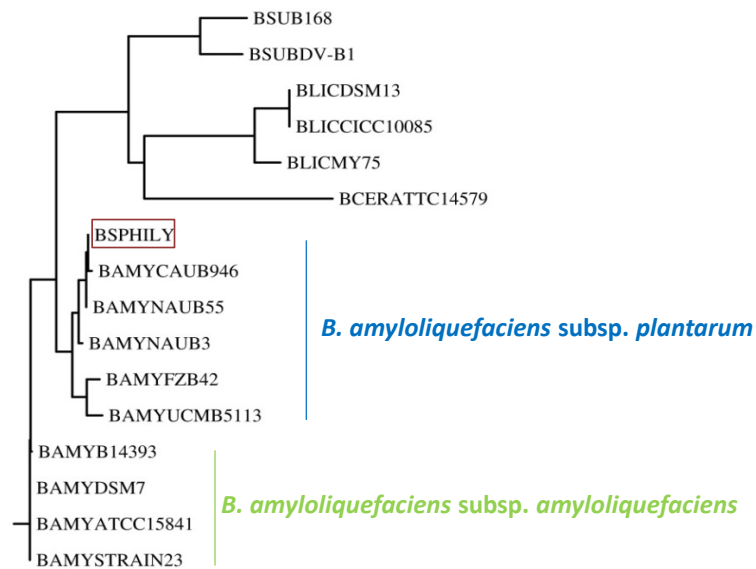 BSUB168
BSUBDV-B1
BLICDSM13
BLICCICC10085
BLICMY75
BCERATTC14579
BSPHILY
BAMYCAUB946
BAMYNAUB55
B. amyloliquefaciens subsp. plantarum
BAMYNAUB3
BAMYFZB42
BAMYUCMB5113
BAMYB14393
BAMYDSM7
B. amyloliquefaciens subsp. amyloliquefaciens
BAMYATCC15841
BAMYSTRAIN23